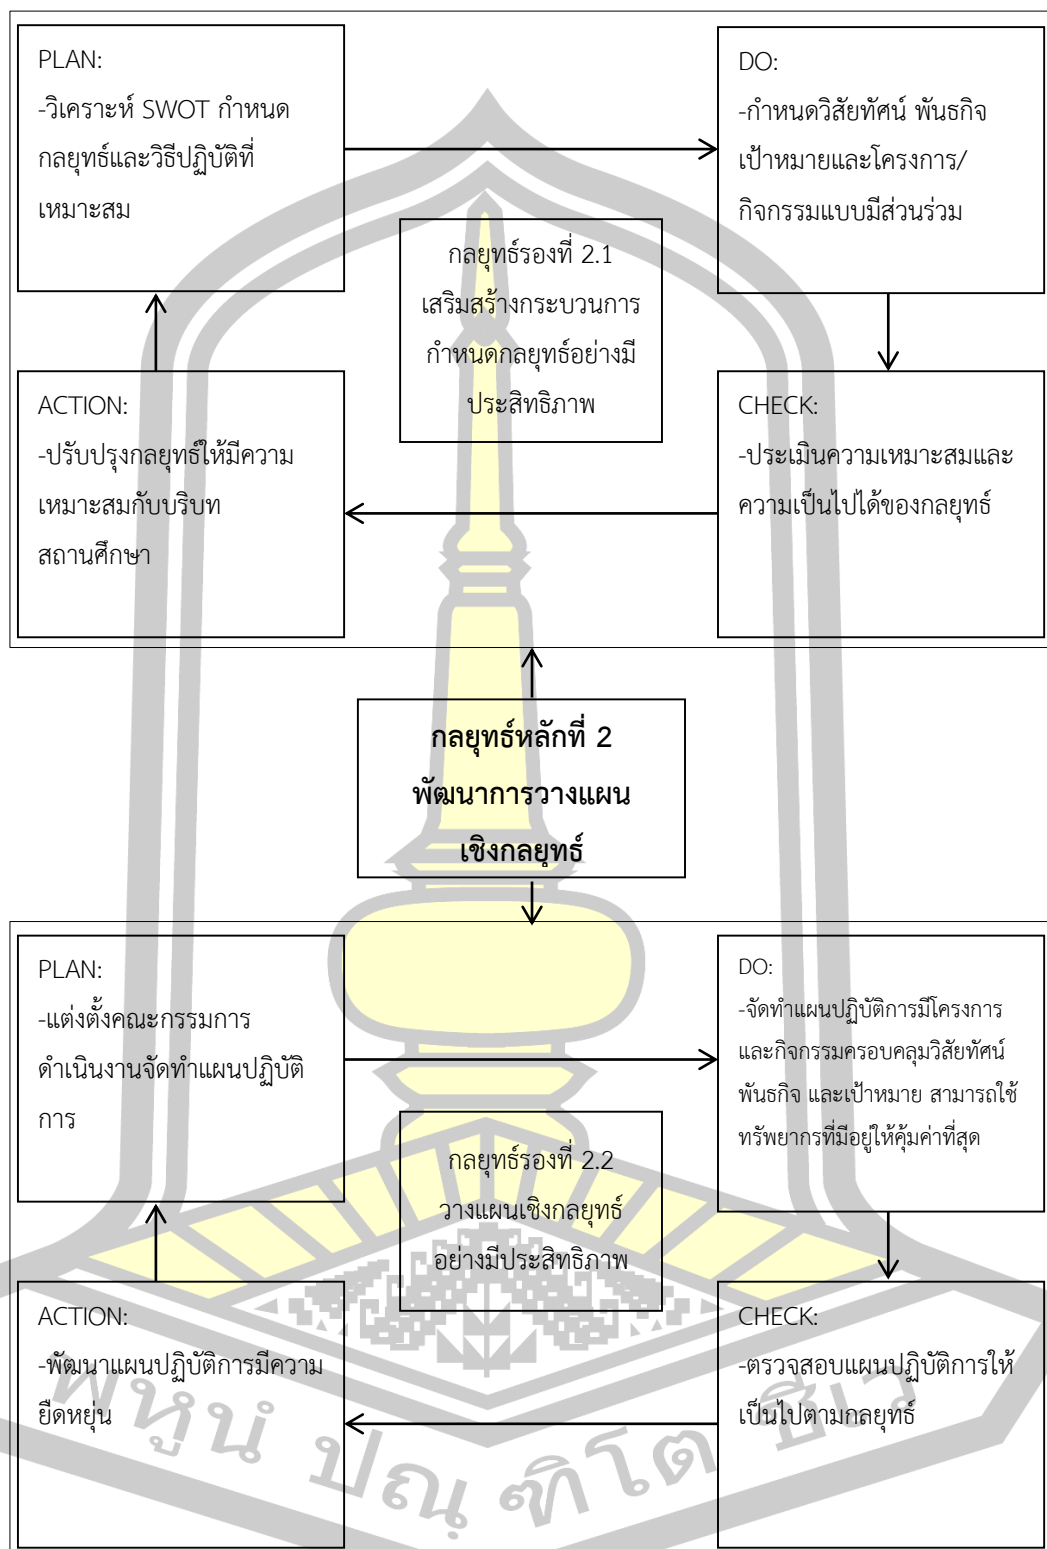 PLAN:
-วิเคราะห์ SWOT กำหนด
กลยุทธ์และวิธีปฏิบัติที่
เหมาะสม
DO:
-กำหนดวิสัยทัศน์ พันธกิจ
เป้าหมายและโครงการ/
กิจกรรมแบบมีส่วนร่วม
กลยุทธ์รองที่ 2.1
เสริมสร้างกระบวนการ
กำหนดกลยุทธ์อย่างมี
ประสิทธิภาพ
ACTION:
-ปรับปรุงกลยุทธ์ให้มีความ
เหมาะสมกับบริบท
สถานศึกษา
CHECK:
-ประเมินความเหมาะสมและ
ความเป็นไปได้ของกลยุทธ์
กลยุทธ์หลักที่ 2
พัฒนาการวางแผน
เชิงกลยุทธ์
PLAN:
-แต่งตั้งคณะกรรมการ
ดำเนินงานจัดทำแผนปฏิบัติ
การ
DO:
-จัดทำแผนปฏิบัติการมีโครงการ
และกิจกรรมครอบคลุมวิสัยทัศน์
พันธกิจ และเป้าหมาย สามารถใช้
ทรัพยากรที่มีอยู่ให้คุ้มค่าที่สุด
กลยุทธ์รองที่ 2.2
วางแผนเชิงกลยุทธ์
อย่างมีประสิทธิภาพ
ACTION:
-พัฒนาแผนปฏิบัติการมีความ
ยืดหยุ่น
CHECK:
-ตรวจสอบแผนปฏิบัติการให้
เป็นไปตามกลยุทธ์
พหูนํ ปณฺฑิโต ชีเว